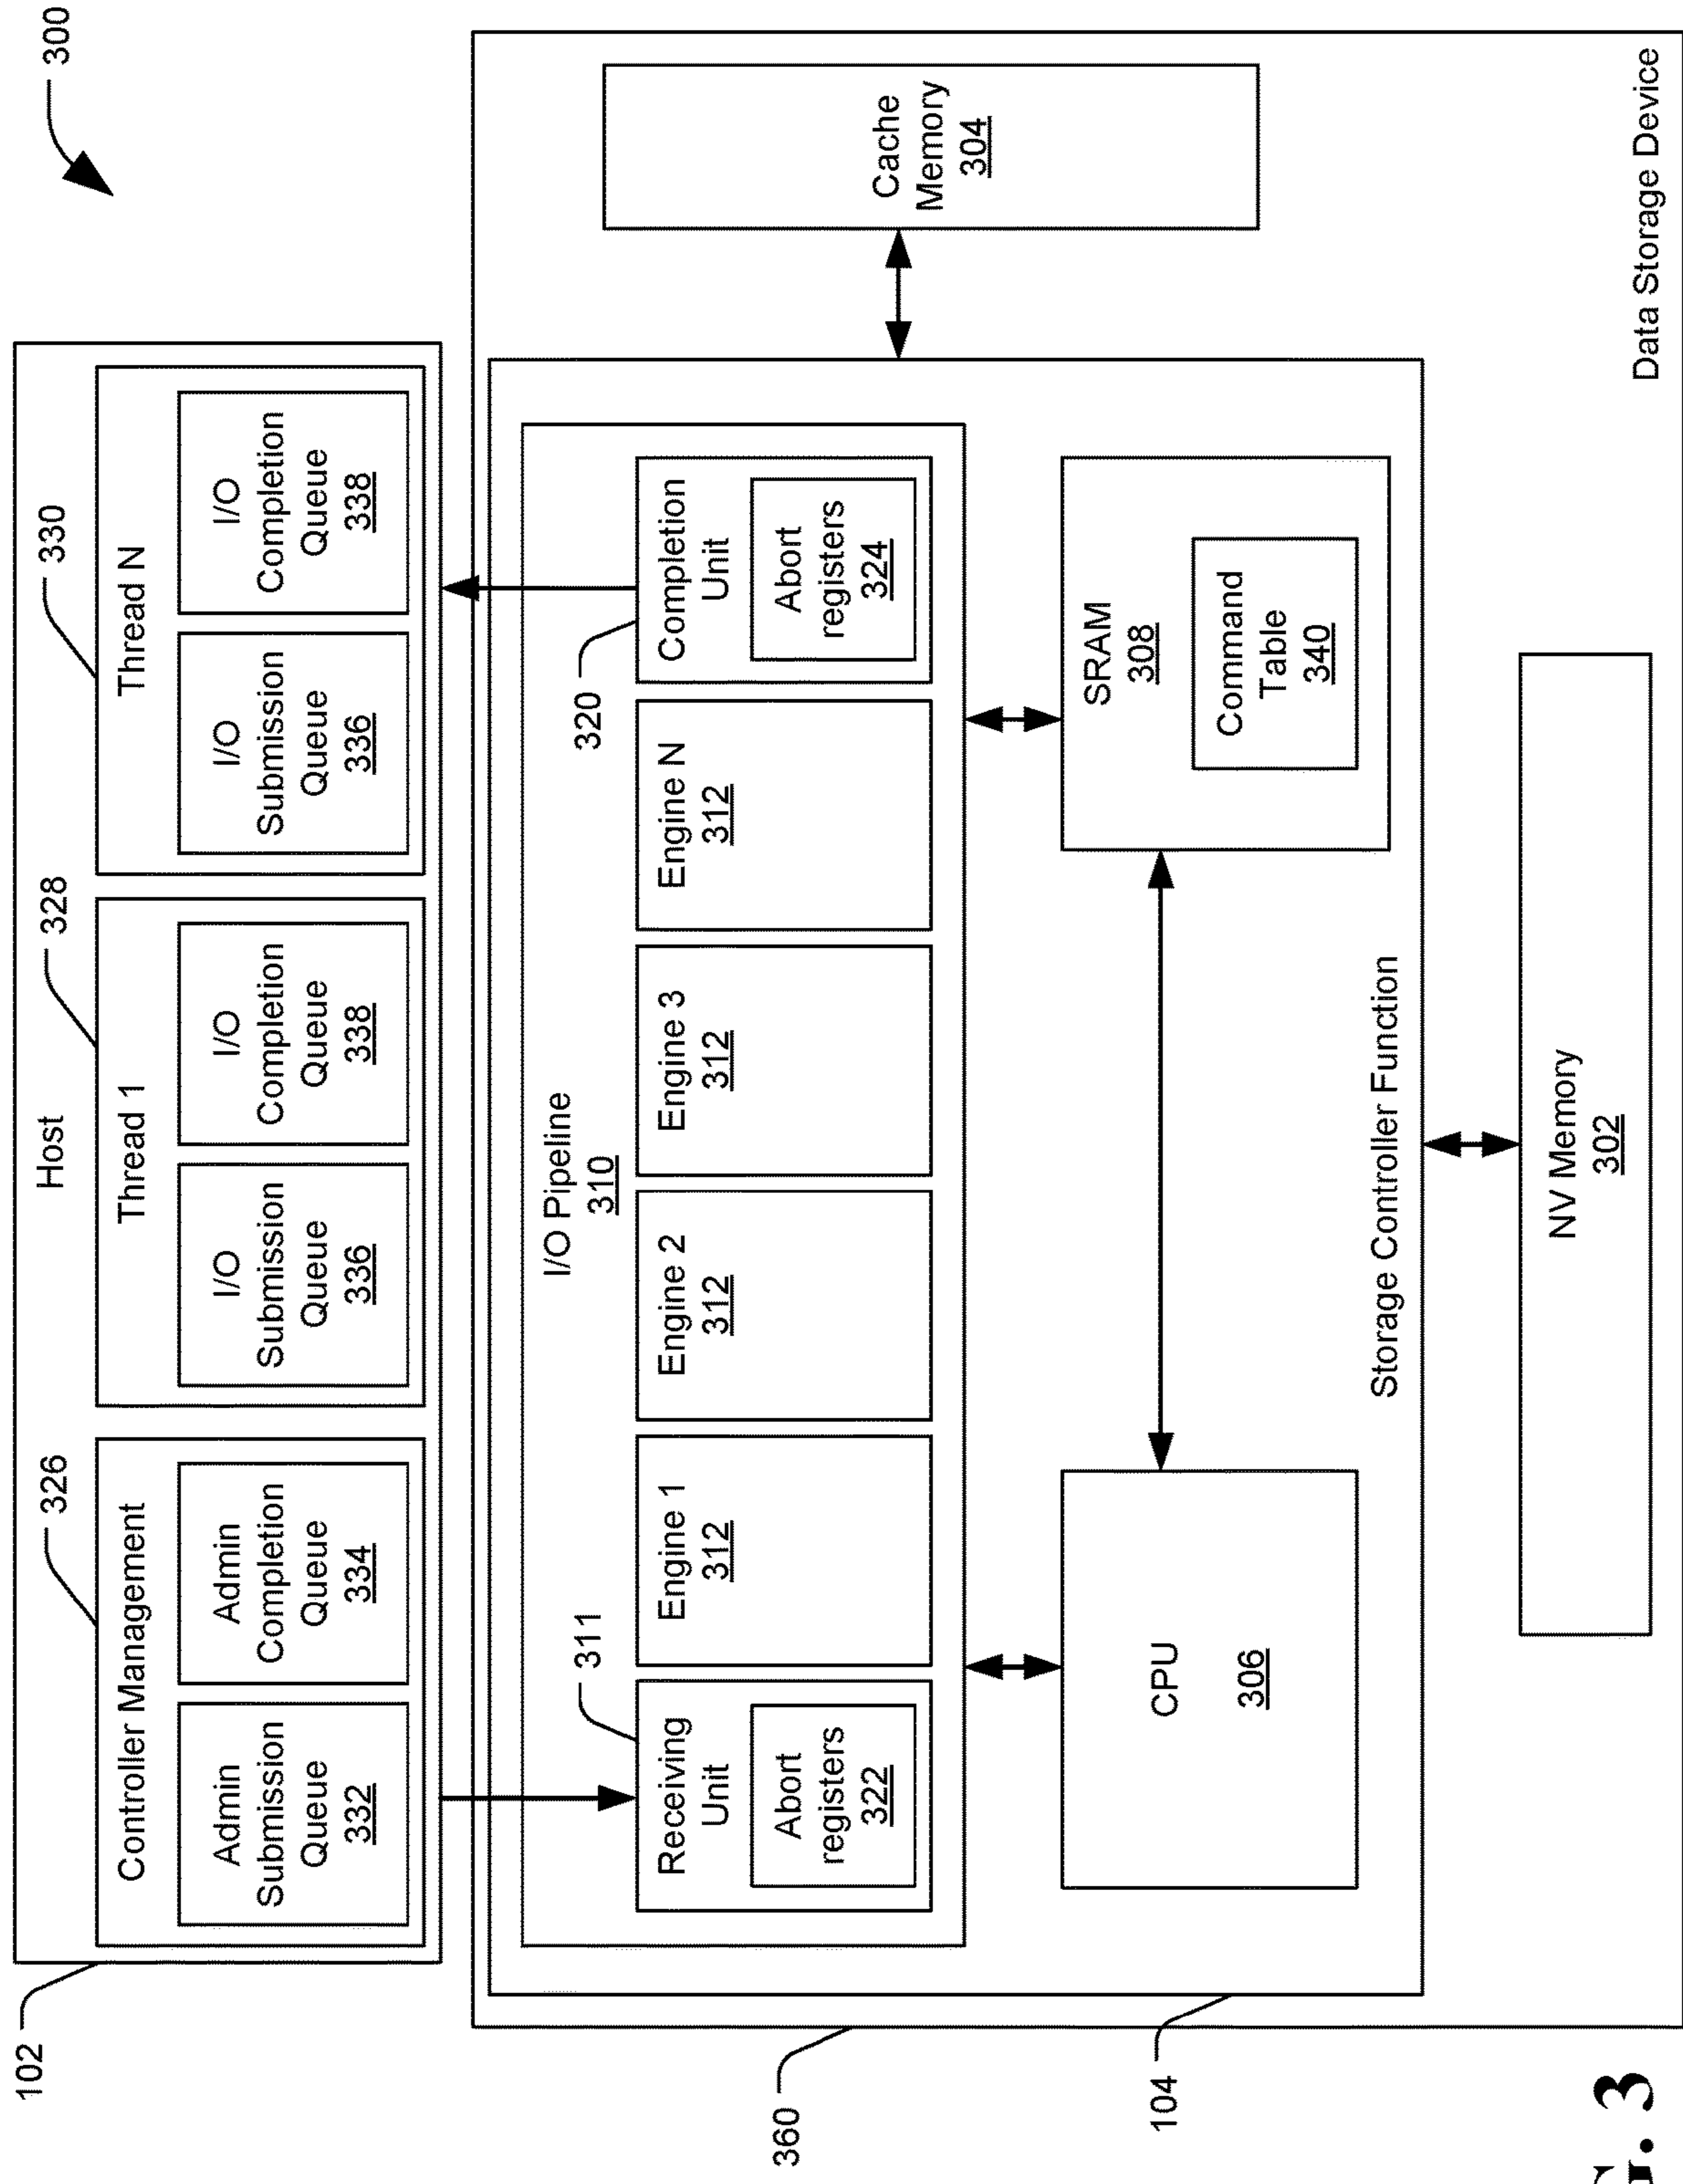 300
102
Host
326
328
330
Controller Management
Admin
Submission
Queue
332
Admin
Completion
Queue
334
Thread 1
I/O
Submission
Queue
336
I/O
Completion
Queue
338
Thread N
I/O
Submission
Queue
336
I/O
Completion
Queue
338
360
104
I/O Pipeline
310
311
Receiving
Unit
Abort
registers
322
Engine 1
312
Engine 2
312
Engine 3
312
Engine N
312
320
Completion
Unit
Abort
registers
324
CPU
306
SRAM
308
Command
Table
340
Storage Controller Function
Cache
Memory
304
NV Memory
302
Data Storage Device
G. 3